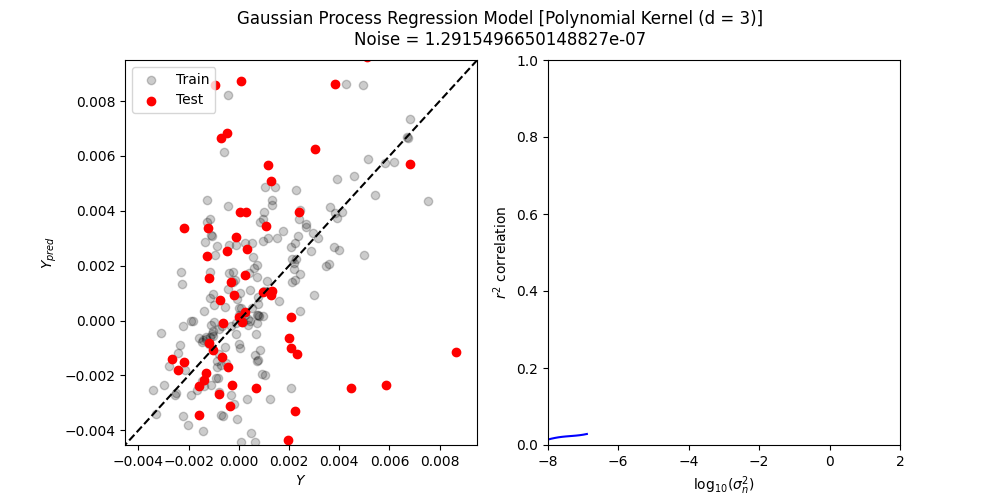 Gaussian Process Regression Model [Polynomial Kernel (d = 3)]
Noise = 1.2915496650148827e-07
Train
Test
0.008
0.006
0.004
0.002
0.000
−0.002
−0.004
Y_pred
−0.004 −0.002 0.000 0.002 0.004 0.006 0.008
Y
1.0
0.8
0.6
0.4
0.2
0.0
r² correlation
−8 −6 −4 −2 0 2
log₁₀(σₙ²)